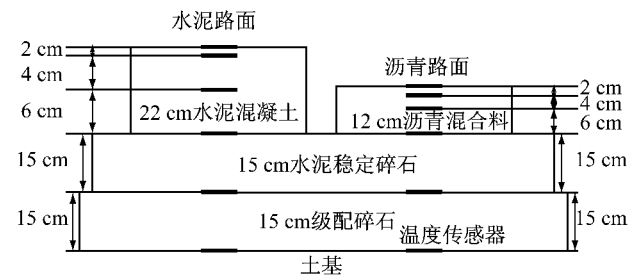 水泥路面
2 cm
4 cm
6 cm
22 cm水泥混凝土
沥青路面
2 cm
4 cm
6 cm
12 cm沥青混合料
15 cm
15 cm水泥稳定碎石
15 cm
15 cm
15 cm级配碎石
温度传感器
15 cm
土基